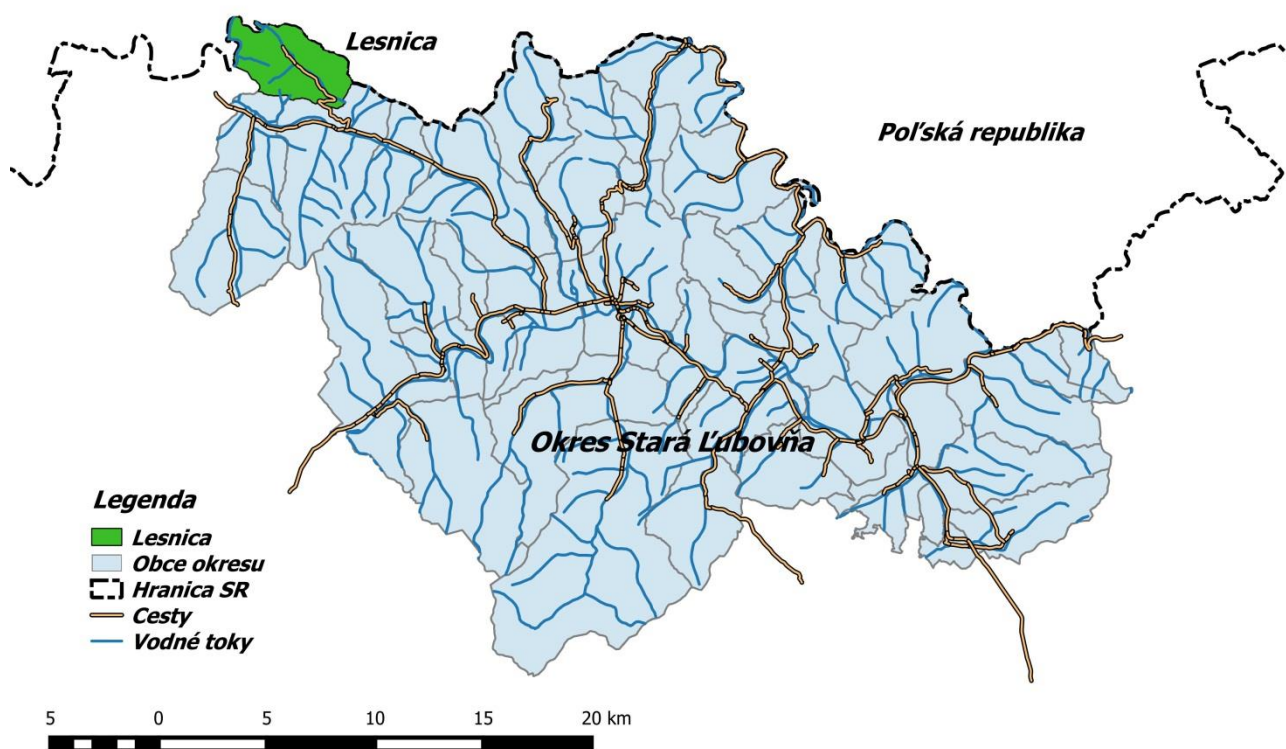 Lesnica
Poľská republika
Okres Stará Ľubovňa
Legenda
Lesnica
Obce okresu
Hranica SR
Cesty
Vodné toky
5 0 5 10 15 20 km